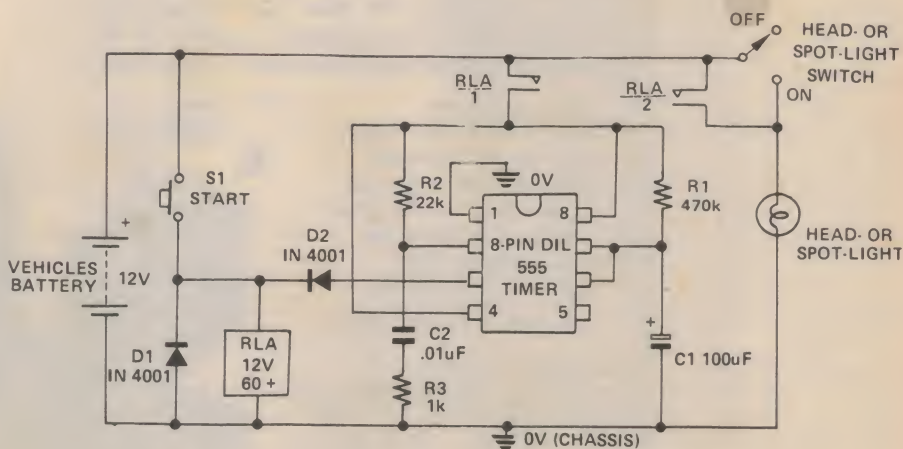 OFF
HEAD- OR
SPOT-LIGHT
SWITCH
ON
RLA
1
RLA
2
S1
START
R2
22k
0V
R1
470k
1
8
8-PIN DIL
555
TIMER
4
5
D2
IN 4001
+
VEHICLES
BATTERY
12V
HEAD- OR
SPOT-LIGHT
D1
IN 4001
RLA
12V
60 +
C2
.01uF
R3
1k
+
C1 100uF
0V (CHASSIS)